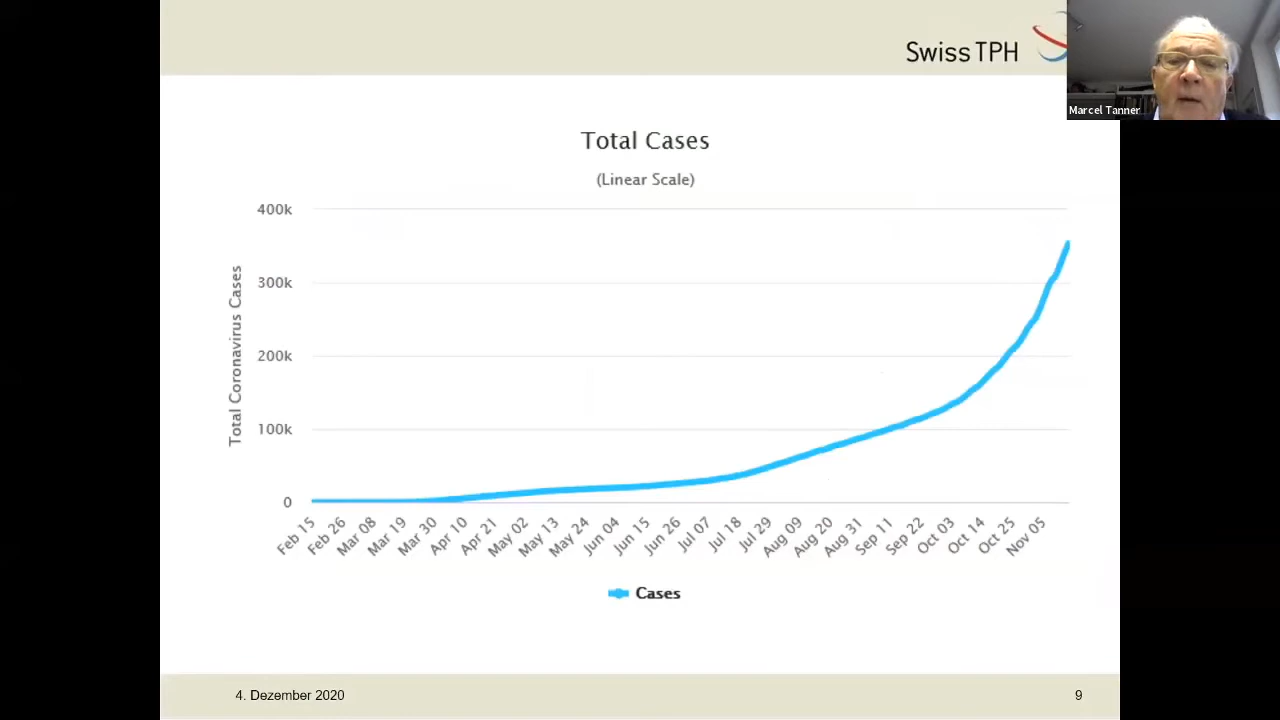 Swiss TPH
Marcel Tanner
Total Cases
(Linear Scale)
Total Coronavirus Cases
400k
300k
200k
100k
0
Feb 15
Feb 26
Mar 08
Mar 19
Mar 30
Apr 10
Apr 21
May 02
May 13
May 24
Jun 04
Jun 15
Jun 26
Jul 07
Jul 18
Jul 29
Aug 09
Aug 20
Aug 31
Sep 11
Sep 22
Oct 03
Oct 14
Oct 25
Nov 05
Cases
4. Dezember 2020
9